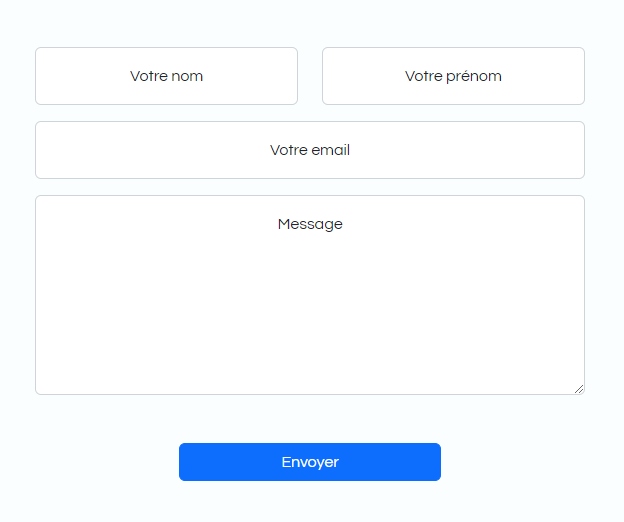 Votre nom
Votre prénom
Votre email
Message
Envoyer